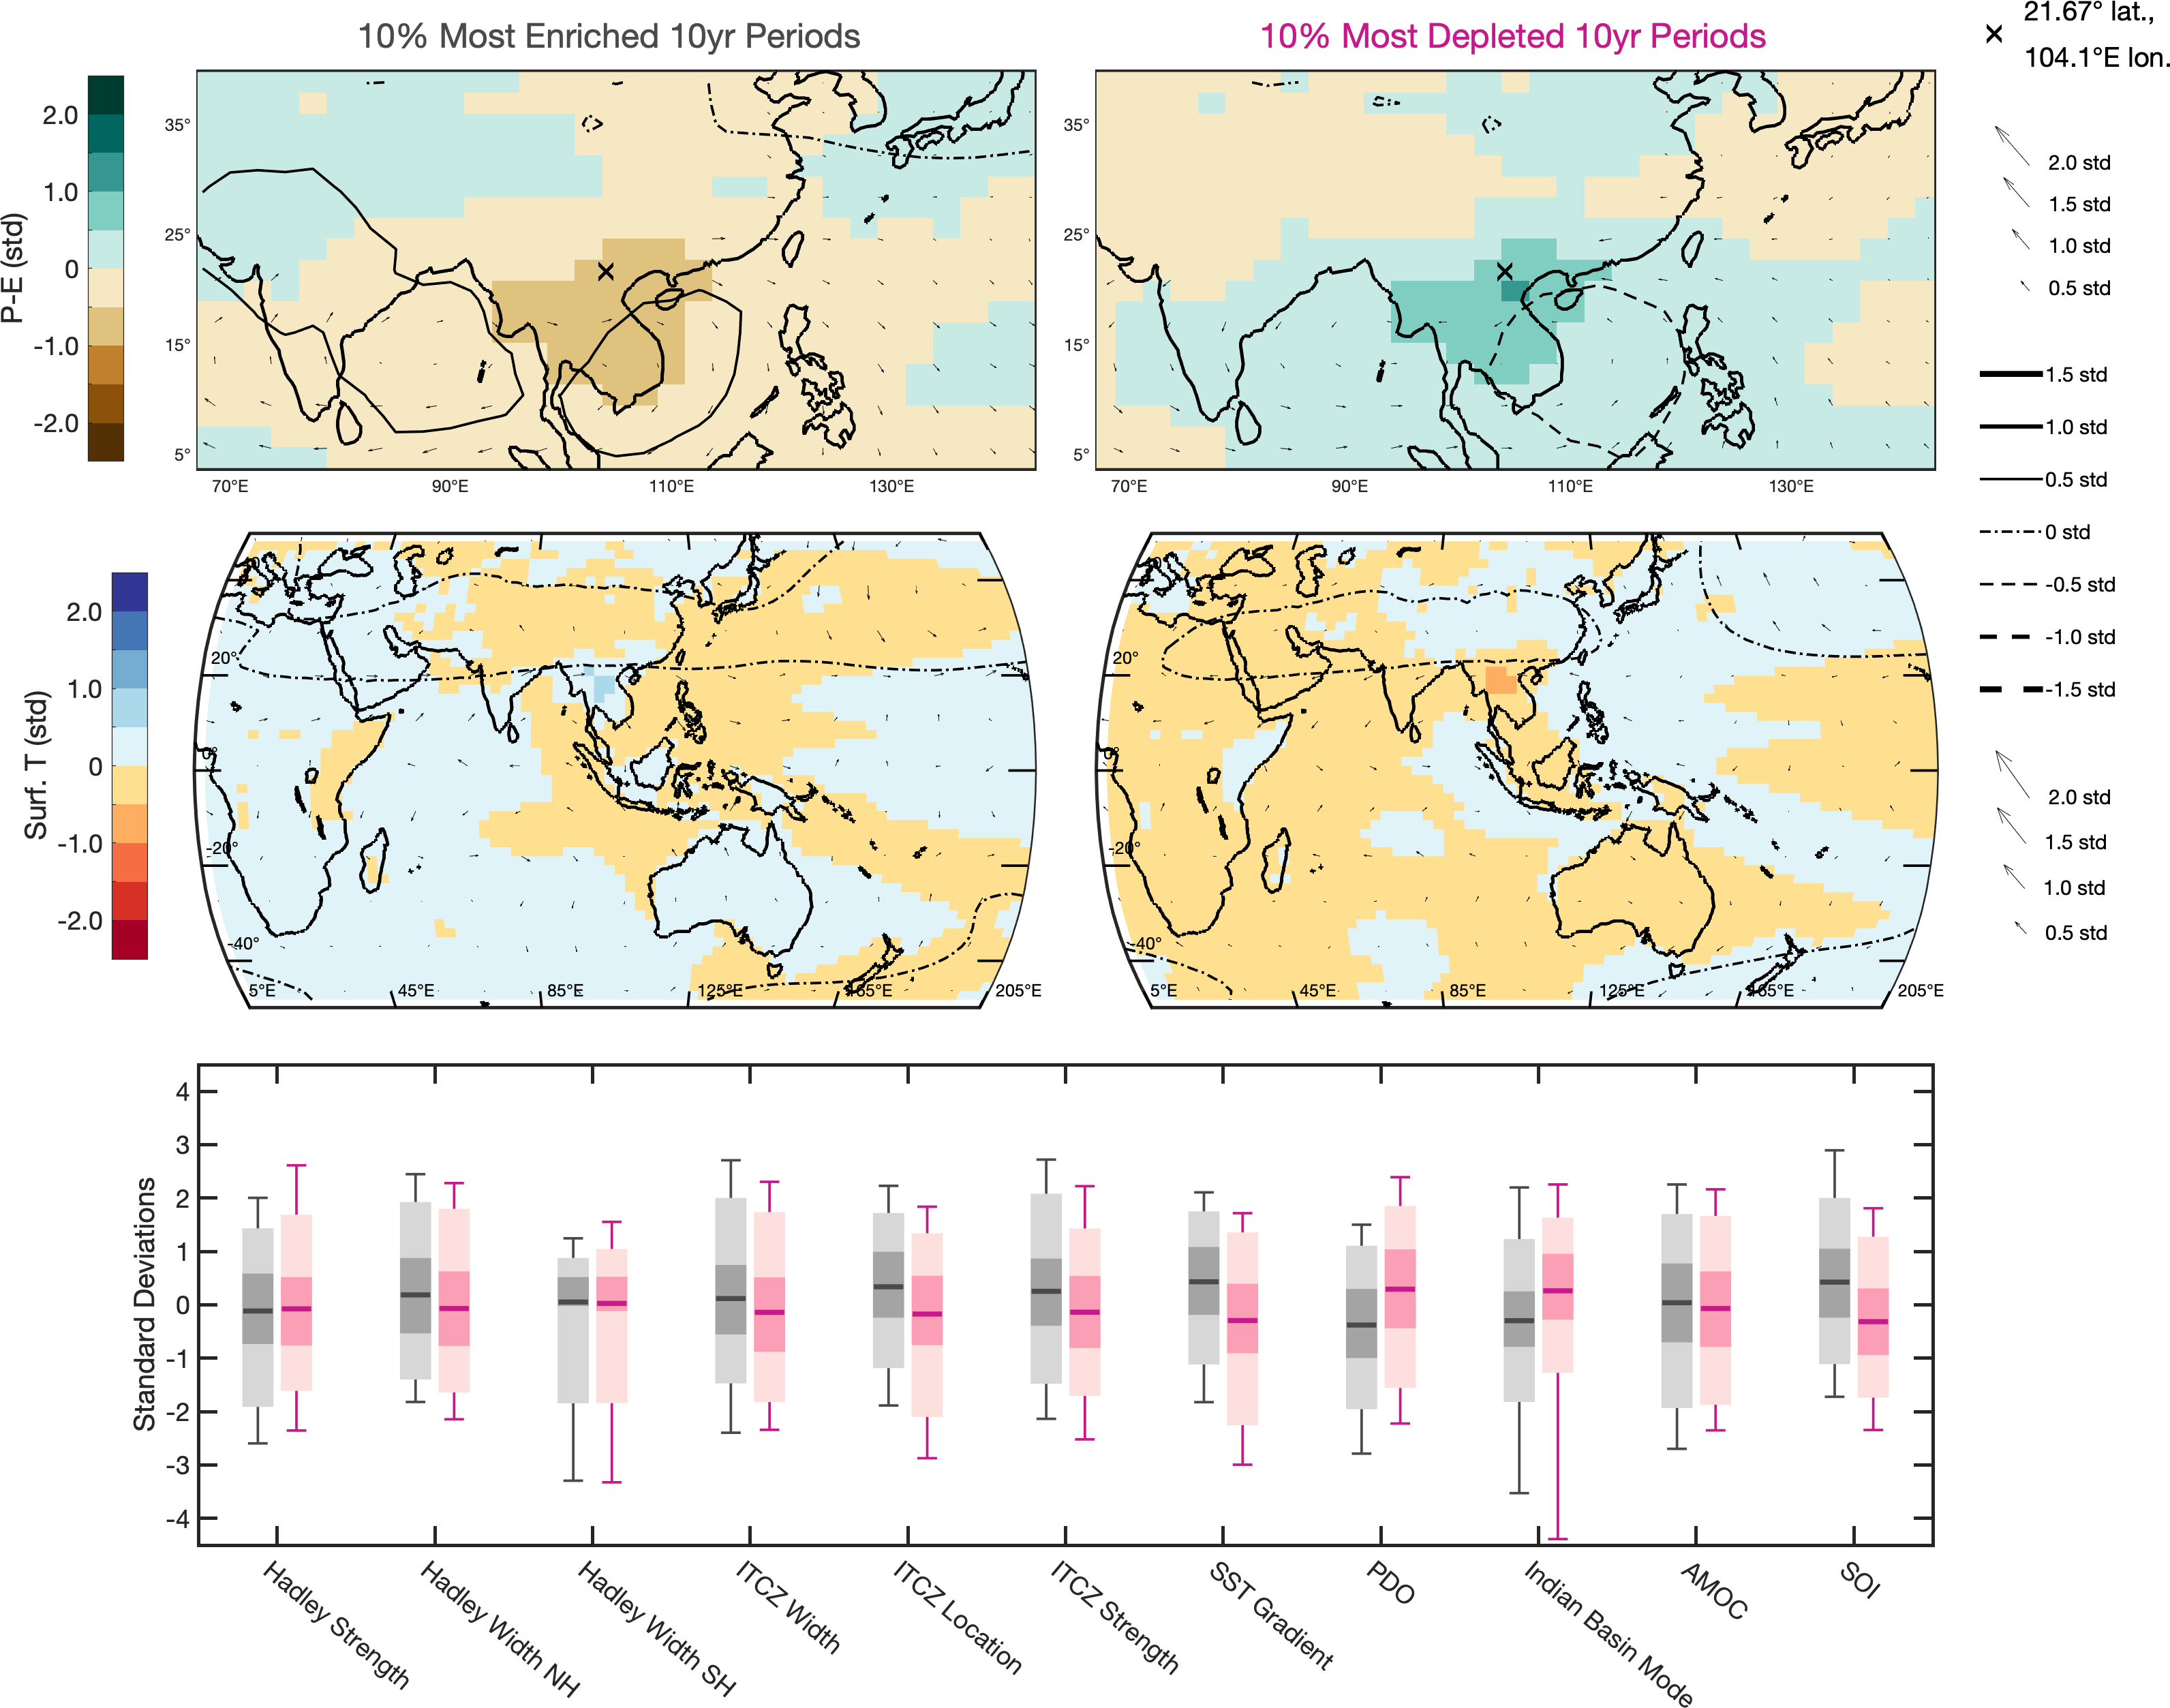 10% Most Enriched 10yr Periods
10% Most Depleted 10yr Periods
21.67° lat.,
104.1°E lon.
P-E (std)
2.0
1.0
0
-1.0
-2.0
35°
25°
15°
5°
70°E
90°E
110°E
130°E
35°
25°
15°
5°
70°E
90°E
110°E
130°E
2.0 std
1.5 std
1.0 std
0.5 std
1.5 std
1.0 std
0.5 std
0 std
-0.5 std
-1.0 std
-1.5 std
Surf. T (std)
2.0
1.0
0
-1.0
-2.0
20°
0°
-20°
-40°
5°E
45°E
85°E
125°E
165°E
205°E
20°
0°
-20°
-40°
5°E
45°E
85°E
125°E
165°E
205°E
2.0 std
1.5 std
1.0 std
0.5 std
Standard Deviations
4
3
2
1
0
-1
-2
-3
-4
Hadley Strength
Hadley Width NH
Hadley Width SH
ITCZ Width
ITCZ Location
ITCZ Strength
SST Gradient
PDO
Indian Basin Mode
AMOC
SOI